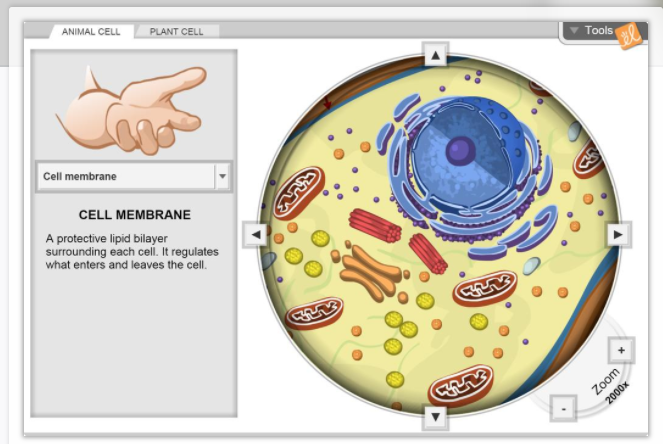 ANIMAL CELL
PLANT CELL
Tools
el
Cell membrane
CELL MEMBRANE
A protective lipid bilayer
surrounding each cell. It regulates
what enters and leaves the cell.
+
Zoom
2000x
-